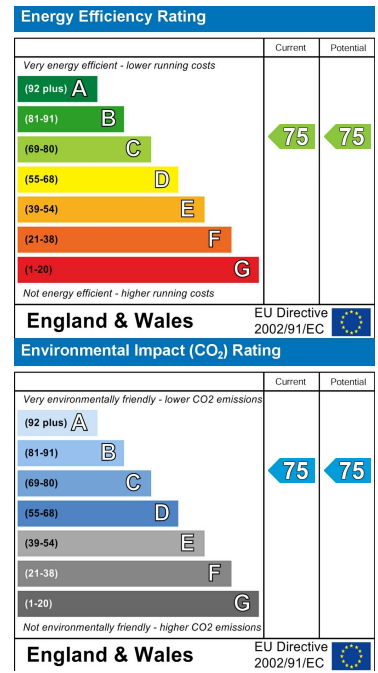 Energy Efficiency Rating
Current Potential
Very energy efficient - lower running costs
(92 plus) A
(81-91) B
(69-80) C
75 75
(55-68) D
(39-54) E
(21-38) F
(1-20) G
Not energy efficient - higher running costs
England & Wales
EU Directive
2002/91/EC
Environmental Impact (CO2) Rating
Current Potential
Very environmentally friendly - lower CO2 emissions
(92 plus) A
(81-91) B
(69-80) C
75 75
(55-68) D
(39-54) E
(21-38) F
(1-20) G
Not environmentally friendly - higher CO2 emissions
England & Wales
EU Directive
2002/91/EC